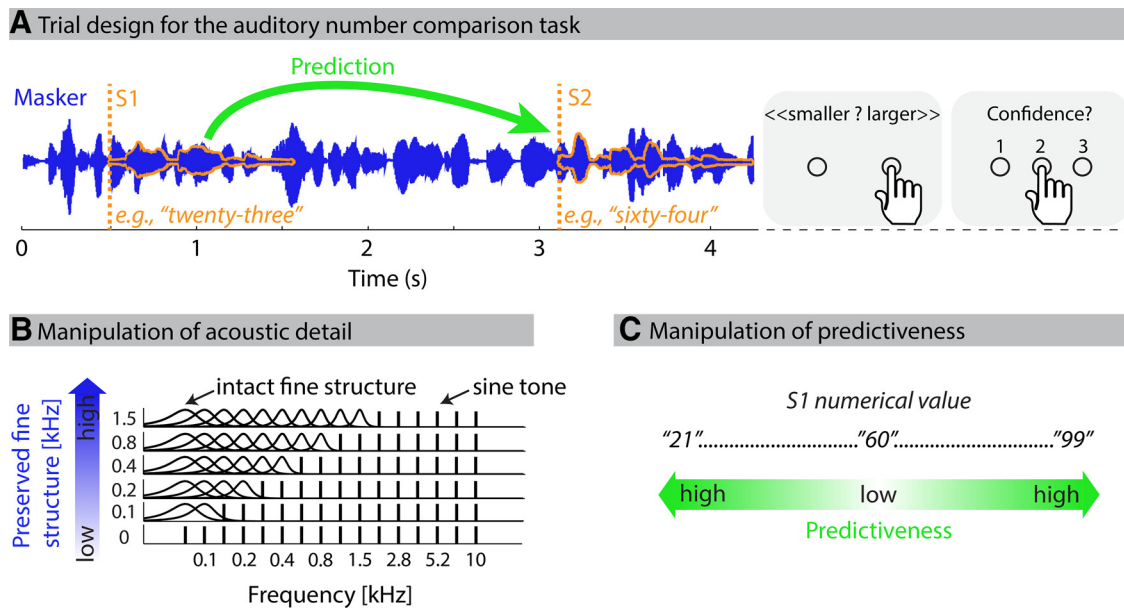 A Trial design for the auditory number comparison task
Prediction
Masker
S1
S2
<<smaller ? larger>>
Confidence?
1 2 3
e.g., “twenty-three”
e.g., “sixty-four”
0 1 2 3 4
Time (s)
B Manipulation of acoustic detail
intact fine structure
sine tone
Preserved fine
structure [kHz]
high
low
1.5
0.8
0.4
0.2
0.1
0
0.1 0.2 0.4 0.8 1.5 2.8 5.2 10
Frequency [kHz]
C Manipulation of predictiveness
S1 numerical value
“21”................................“60”................................“99”
high low high
Predictiveness